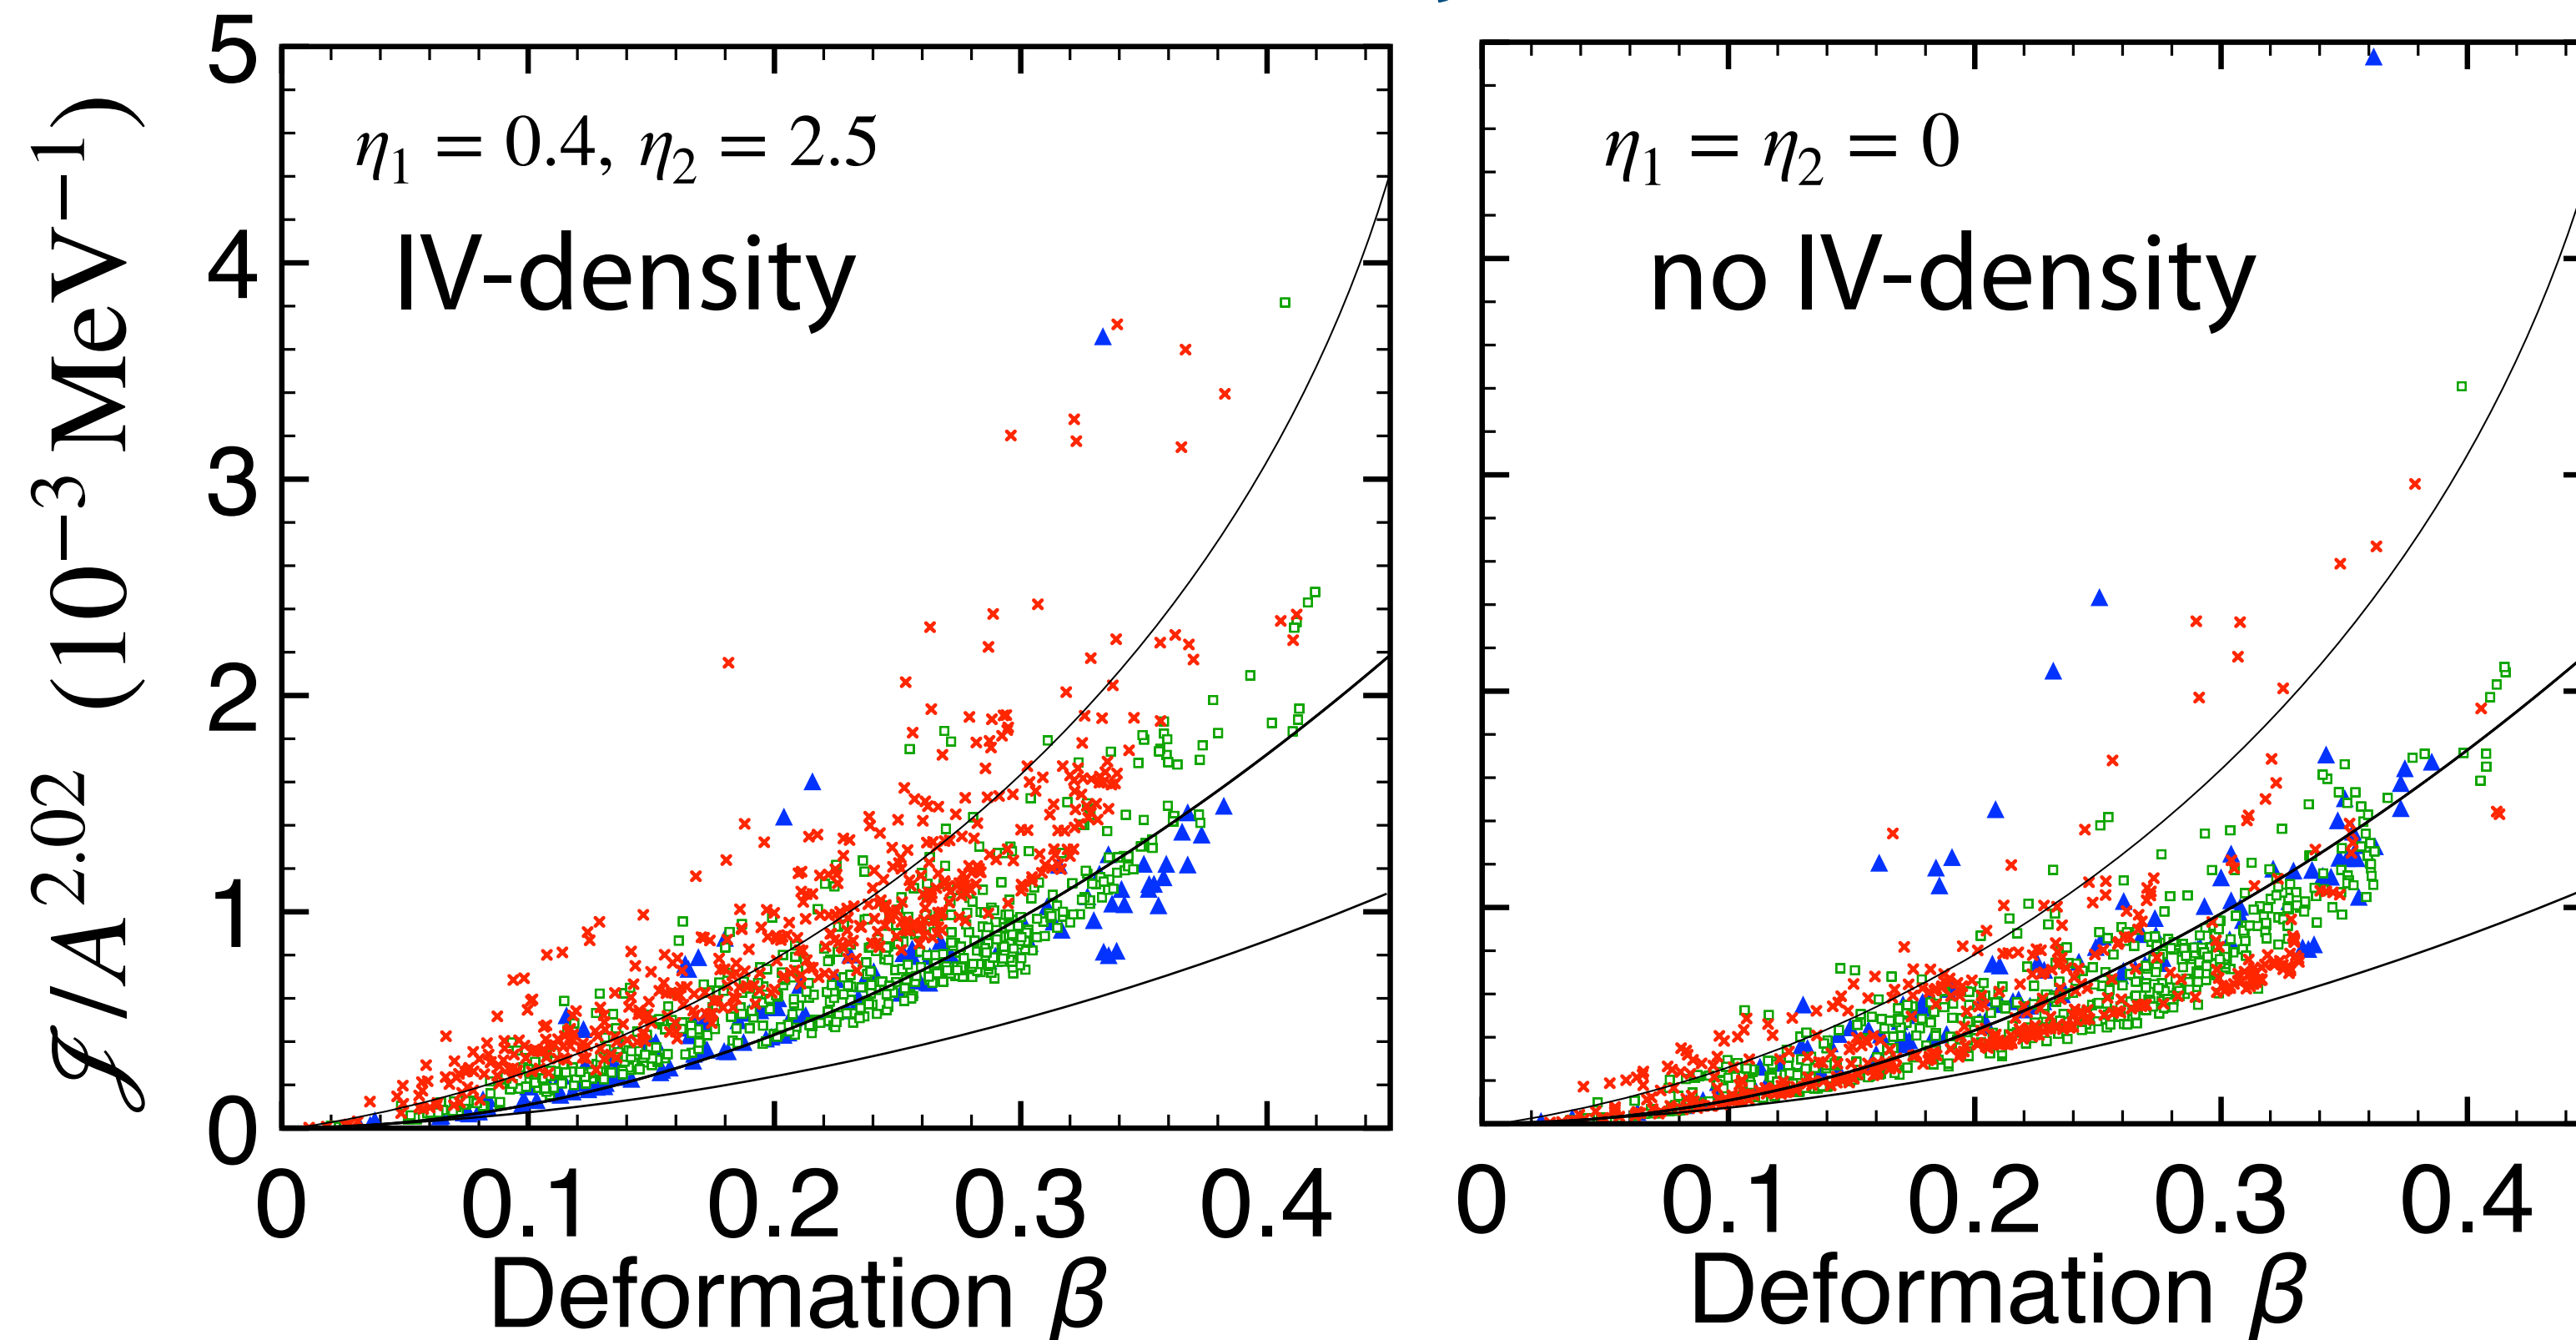 5
4
3
2
1
0
𝒥//A^2.02 (10^−3 MeV^−1)
η1 = 0.4, η2 = 2.5
IV-density
0 0.1 0.2 0.3 0.4
Deformation β
η1 = η2 = 0
no IV-density
0 0.1 0.2 0.3 0.4
Deformation β